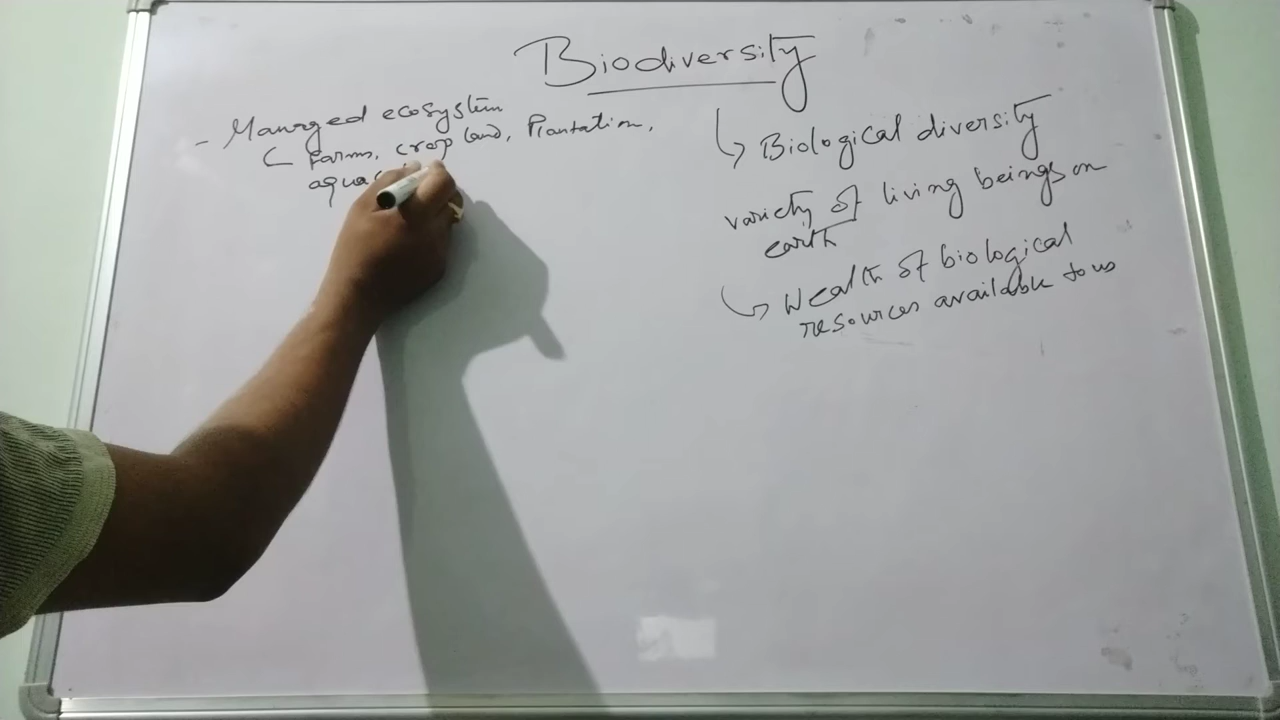 Biodiversity
- Managed ecosystem
Farms, crop land, Plantation,
Biological diversity
variety of living beings on
earth
Wealth of biological
resources available to us